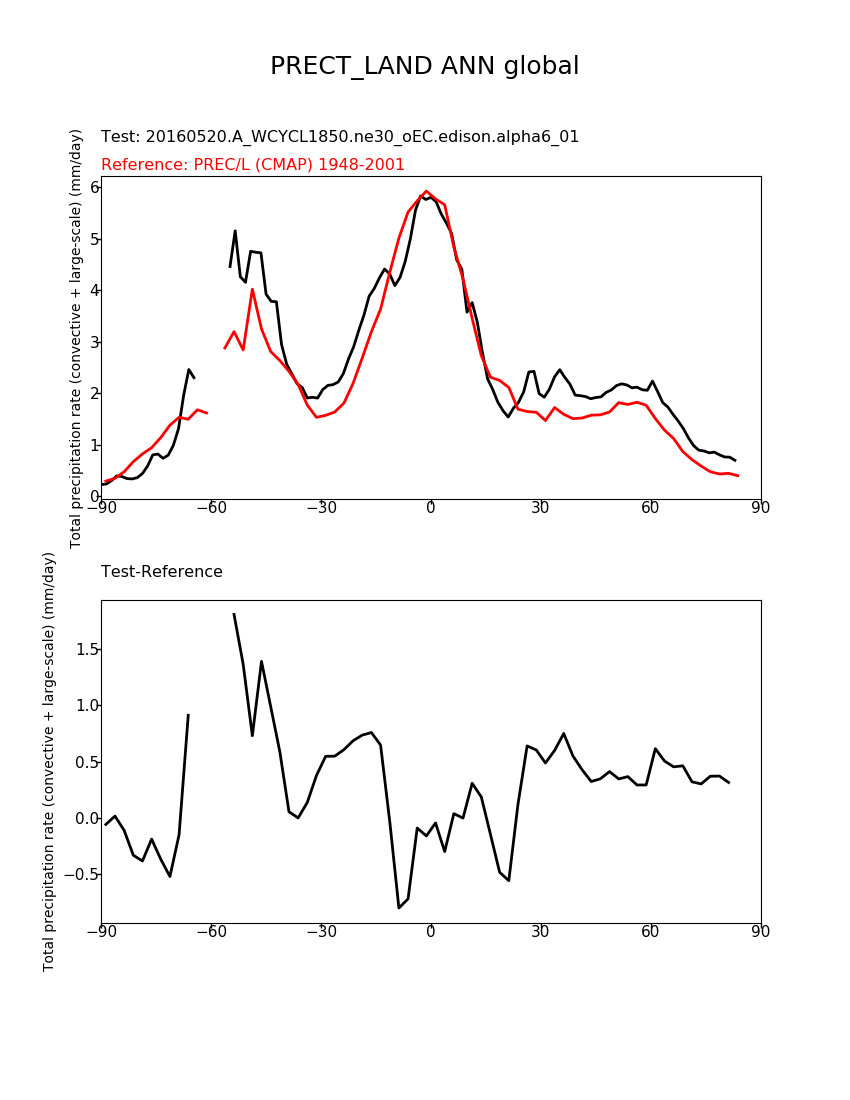 PRECT_LAND ANN global
Test: 20160520.A_WCYCL1850.ne30_oEC.edison.alpha6_01
Reference: PREC/L (CMAP) 1948-2001
Total precipitation rate (convective + large-scale) (mm/day)
6
5
4
3
2
1
0
−90 −60 −30 0 30 60 90
Test-Reference
Total precipitation rate (convective + large-scale) (mm/day)
1.5
1.0
0.5
0.0
−0.5
−90 −60 −30 0 30 60 90